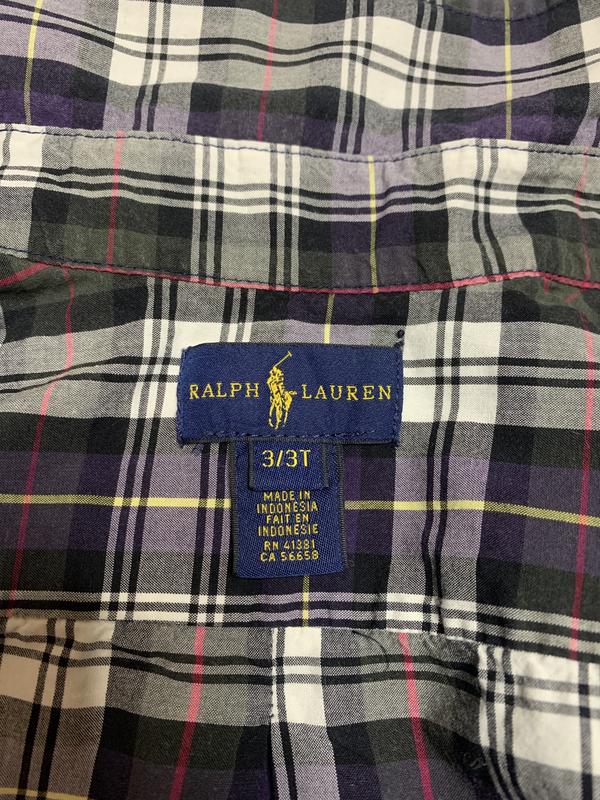 RALPH LAUREN
3/3T
MADE IN
INDONESIA
FAIT EN
INDONESIE
RN 41381
CA 56658